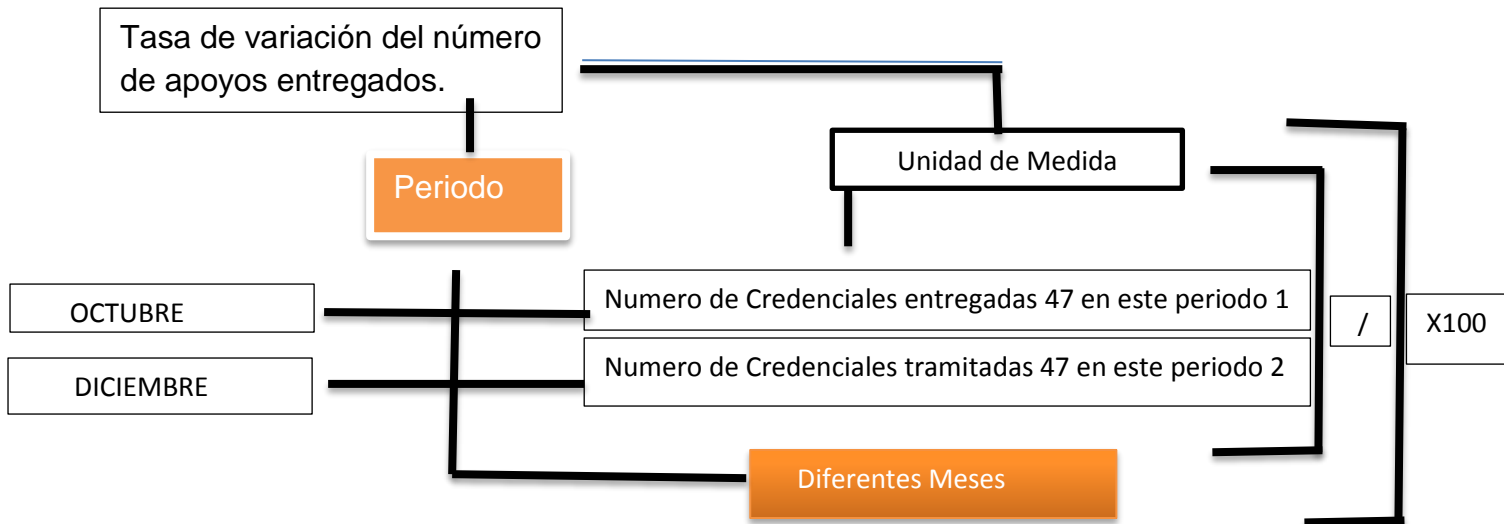 Tasa de variación del número
de apoyos entregados.
Unidad de Medida
Periodo
OCTUBRE
Numero de Credenciales entregadas 47 en este periodo 1
/
X100
DICIEMBRE
Numero de Credenciales tramitadas 47 en este periodo 2
Diferentes Meses